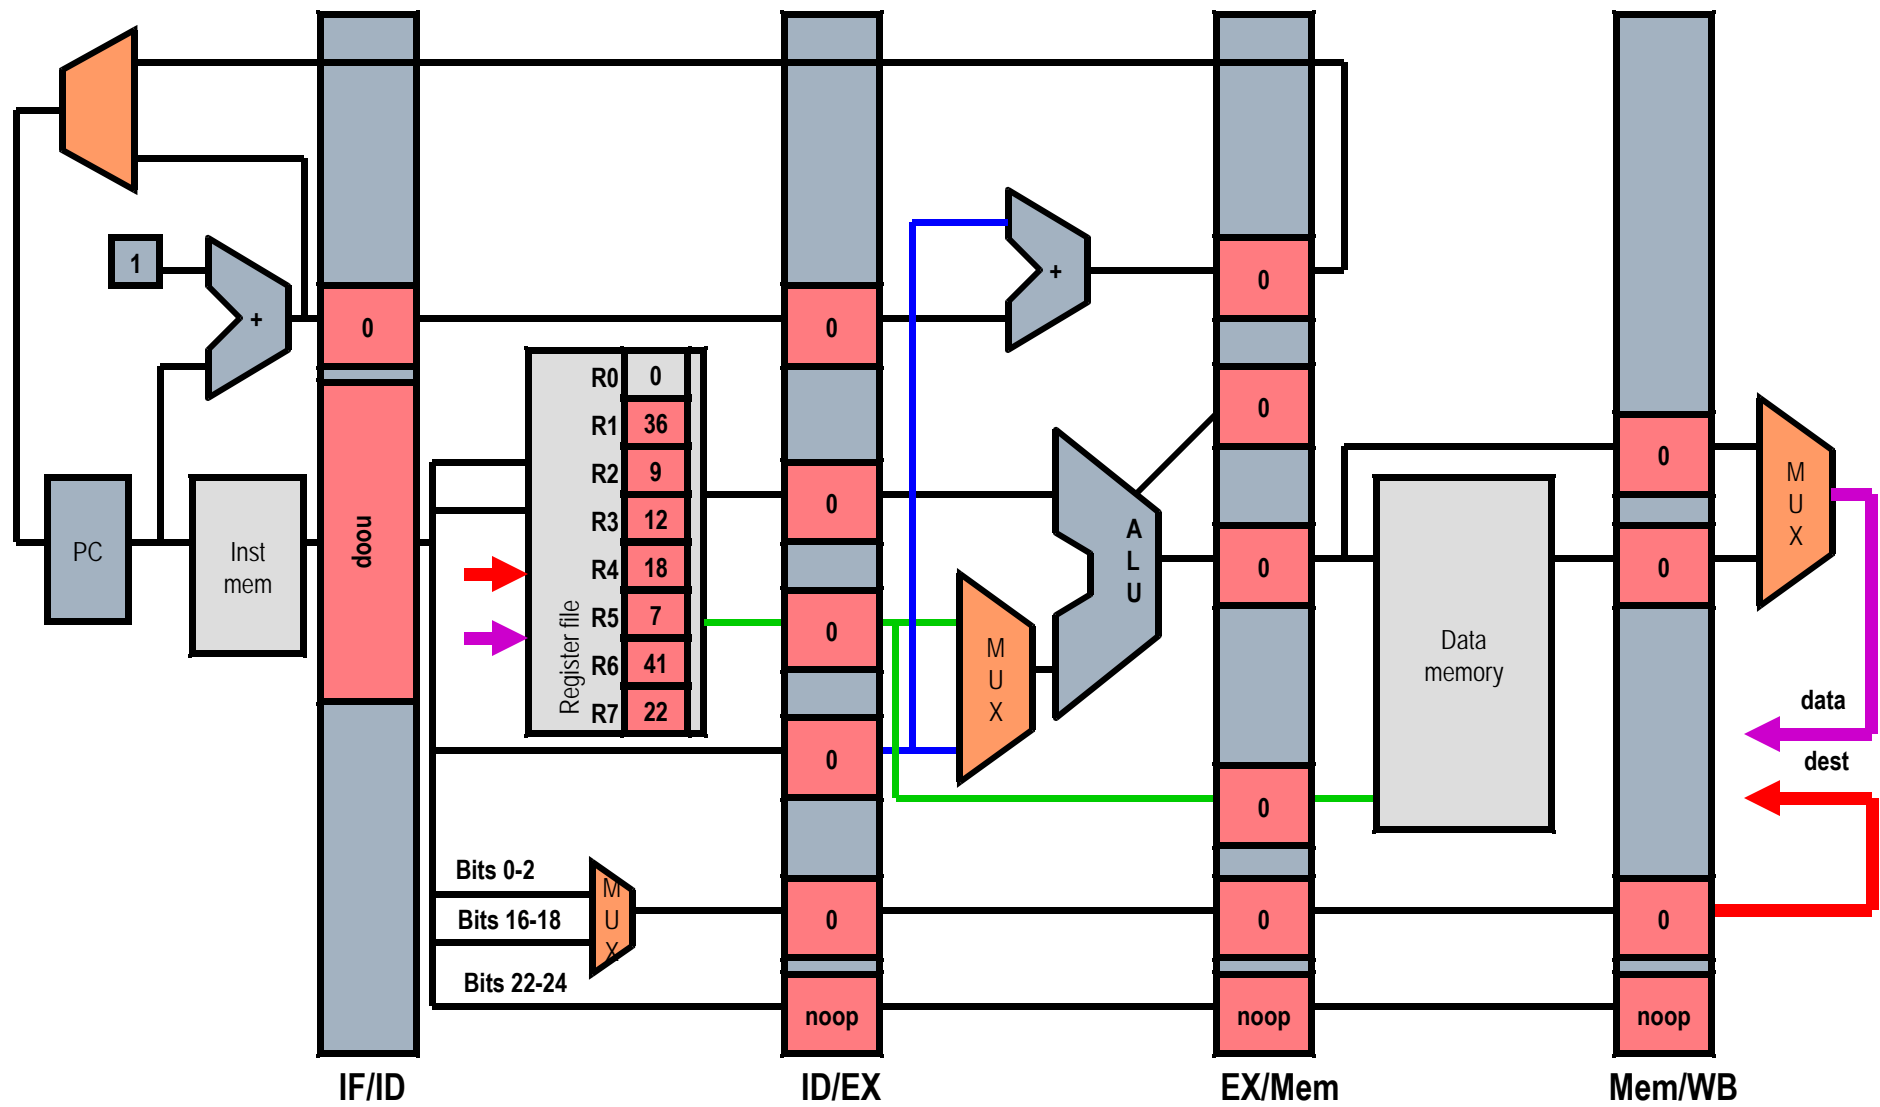 1
+
0
noop
PC
Inst
mem
R0 0
R1 36
R2 9
R3 12
R4 18
R5 7
R6 41
R7 22
Register file
Bits 0-2
Bits 16-18
Bits 22-24
M
U
X
0
0
0
0
0
noop
+
M
U
X
A
L
U
0
0
0
0
0
noop
Data
memory
0
0
0
noop
M
U
X
data
dest
IF/ID
ID/EX
EX/Mem
Mem/WB